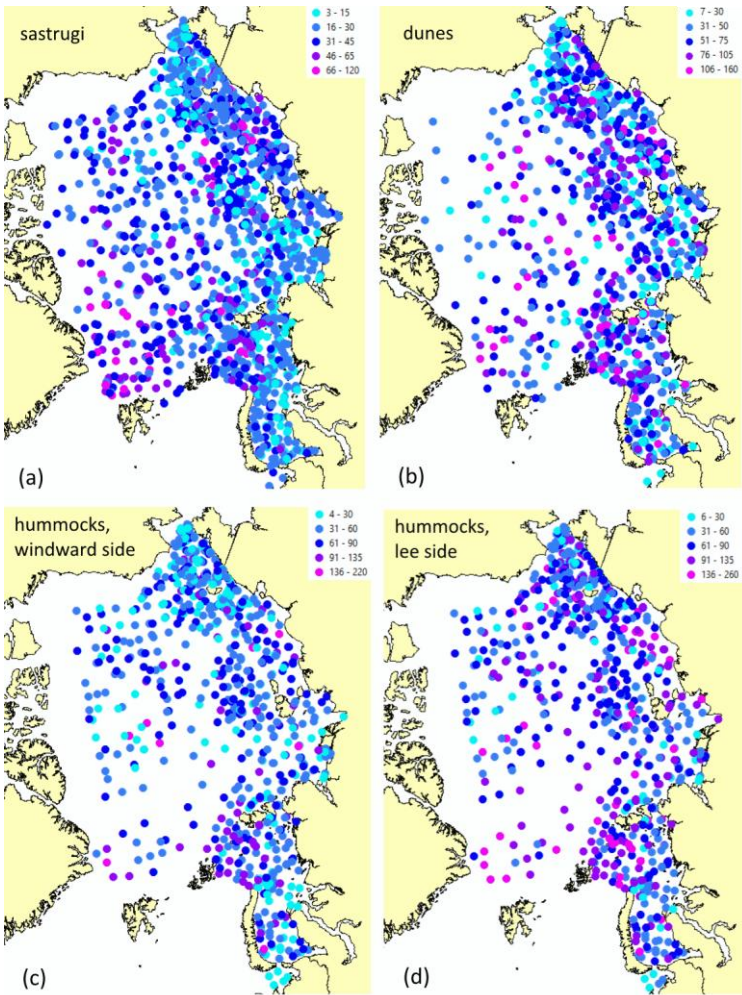 sastrugi
3 - 15
16 - 30
31 - 45
46 - 65
66 - 120
(a)
dunes
7 - 30
31 - 50
51 - 75
76 - 105
106 - 160
(b)
hummocks,
windward side
4 - 30
31 - 60
61 - 90
91 - 135
136 - 220
(c)
hummocks,
lee side
6 - 30
31 - 60
61 - 90
91 - 135
136 - 260
(d)